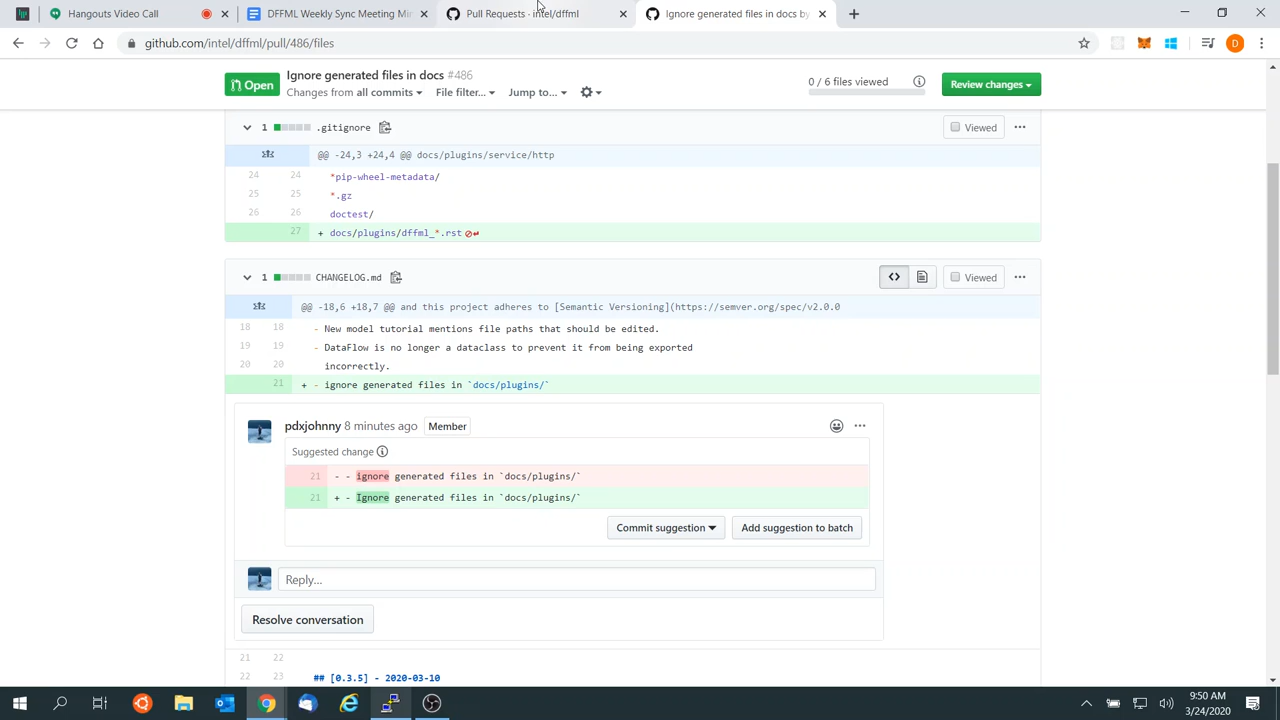 Hangouts Video Call
DFFML Weekly Sync Meeting Min
Pull Requests · intel/dffml
Ignore generated files in docs by
github.com/intel/dffml/pull/486/files
D
Open
Ignore generated files in docs #486
Changes from all commits
File filter...
Jump to...
0 / 6 files viewed
Review changes
1 .gitignore
Viewed
@@ -24,3 +24,4 @@ docs/plugins/service/http
24 24 *pip-wheel-metadata/
25 25 *.gz
26 26 doctest/
27 + docs/plugins/dffml_*.rst
1 CHANGELOG.md
Viewed
@@ -18,6 +18,7 @@ and this project adheres to [Semantic Versioning](https://semver.org/spec/v2.0.0
18 18 - New model tutorial mentions file paths that should be edited.
19 19 - DataFlow is no longer a dataclass to prevent it from being exported
20 20 incorrectly.
21 + - ignore generated files in `docs/plugins/`
pdxjohnny 8 minutes ago Member
Suggested change
21 - - ignore generated files in `docs/plugins/`
21 + - Ignore generated files in `docs/plugins/`
Commit suggestion
Add suggestion to batch
Reply...
Resolve conversation
21 22
22 23 ## [0.3.5] - 2020-03-10
9:50 AM
3/24/2020